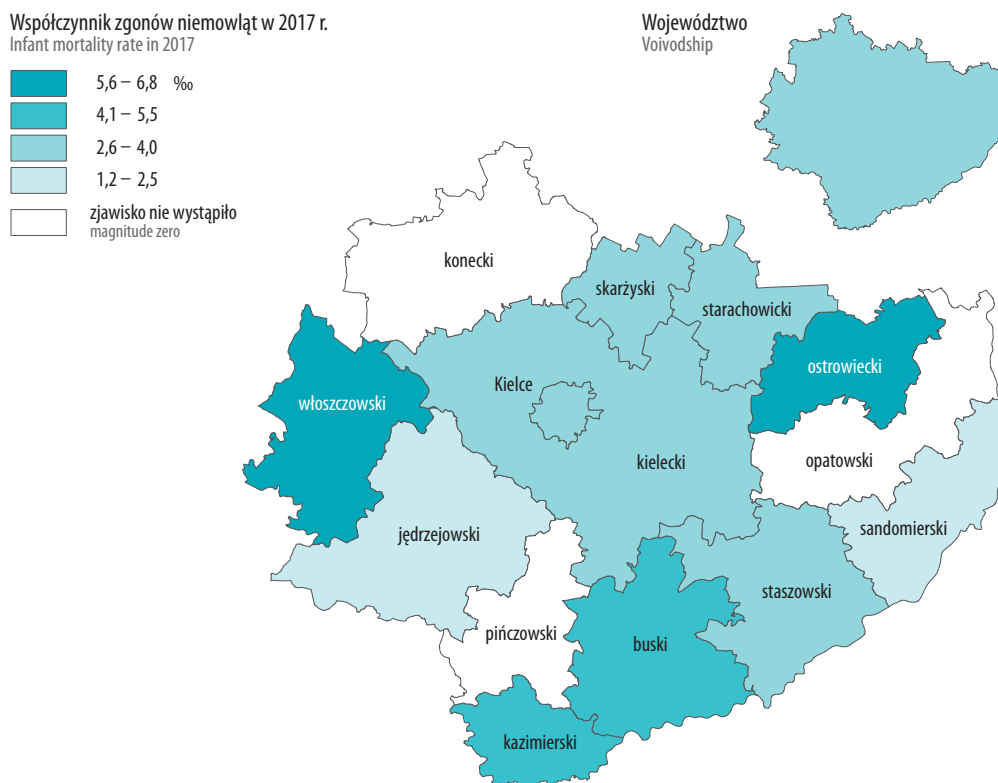 Współczynnik zgonów niemowląt w 2017 r.
Infant mortality rate in 2017
5,6 – 6,8 ‰
4,1 – 5,5
2,6 – 4,0
1,2 – 2,5
zjawisko nie wystąpiło
magnitude zero
Województwo
Voivodship
konecki
skarżyski
starachowicki
ostrowiecki
Kielce
włoszczowski
kielecki
opatowski
sandomierski
jędrzejowski
staszowski
pińczowski
buski
kazimierski